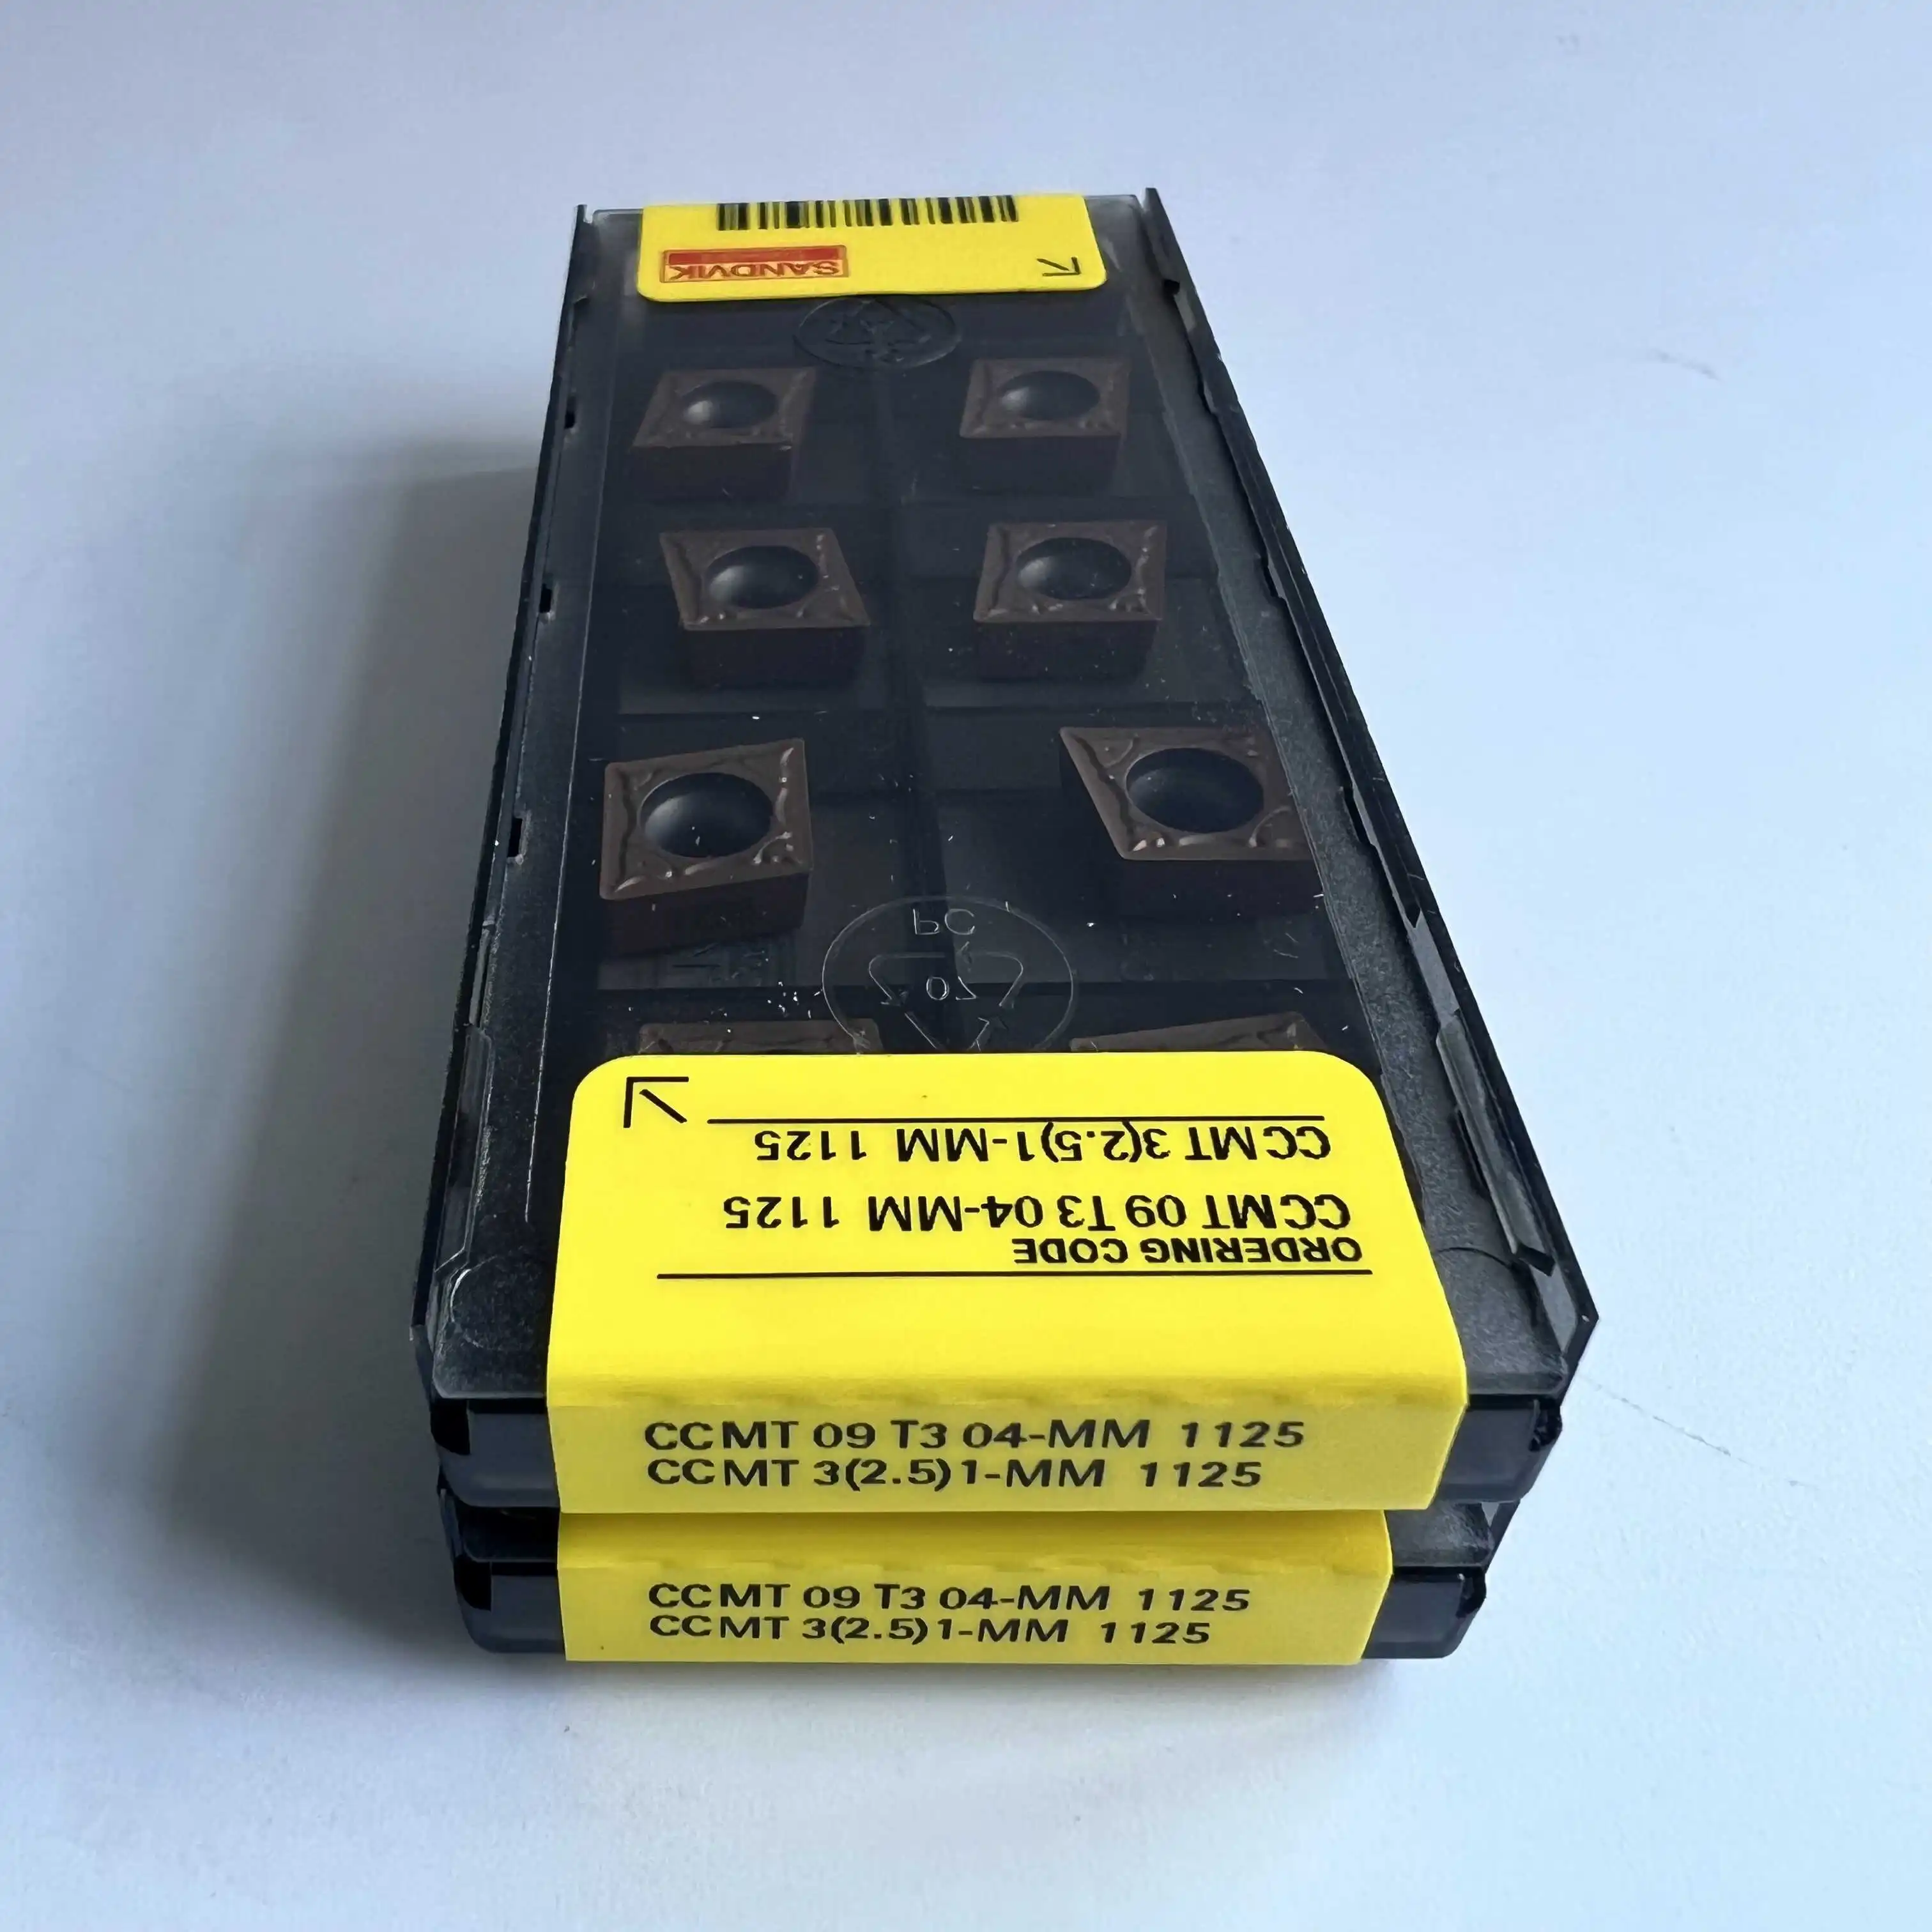 SANDVIK
PC
07
CCMT 3(2.5)1-MM 1125
CCMT 09 T3 04-MM 1125
ORDERING CODE
CCMT 09 T3 04-MM 1125
CCMT 3(2.5)1-MM 1125
CCMT 09 T3 04-MM 1125
CCMT 3(2.5)1-MM 1125